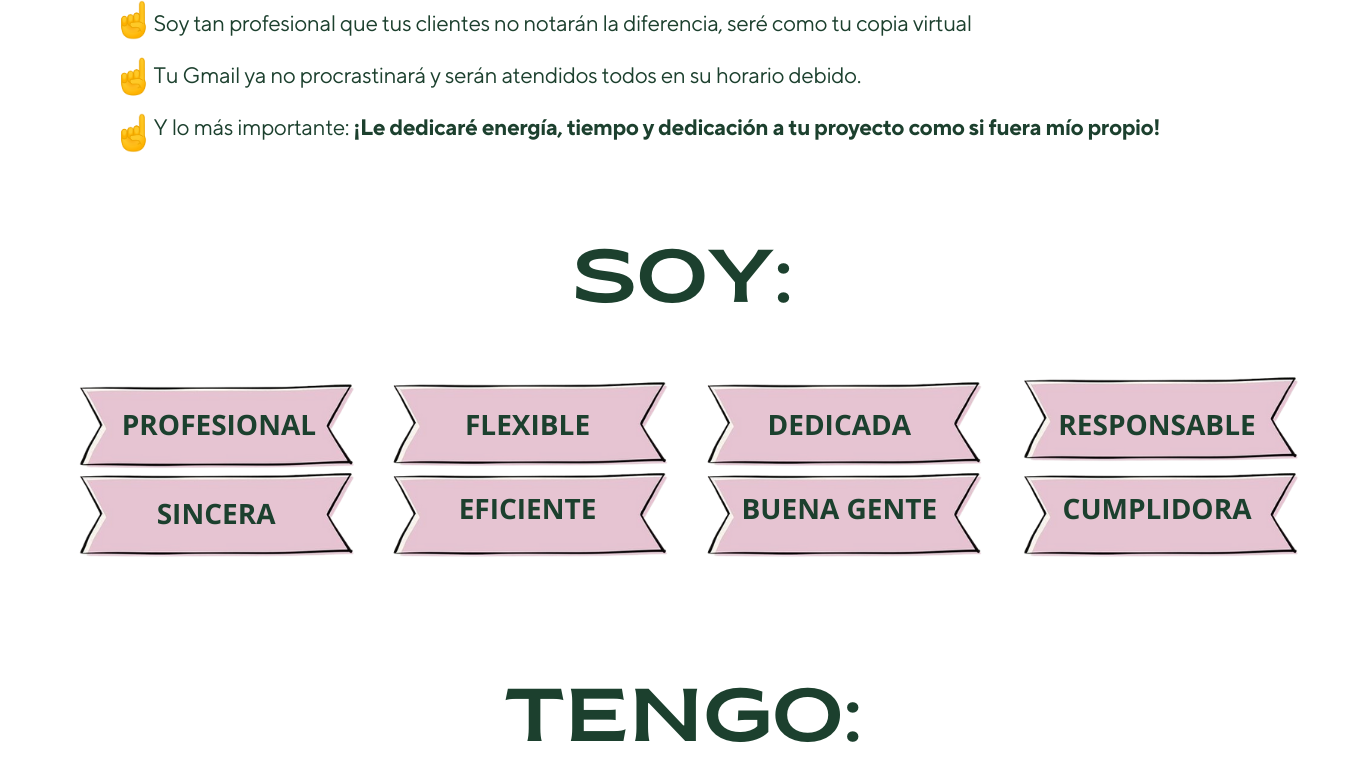 ☝️Soy tan profesional que tus clientes no notarán la diferencia, seré como tu copia virtual
☝️Tu Gmail ya no procrastinará y serán atendidos todos en su horario debido.
☝️Y lo más importante: ¡Le dedicaré energía, tiempo y dedicación a tu proyecto como si fuera mío propio!
SOY:
PROFESIONAL
FLEXIBLE
DEDICADA
RESPONSABLE
SINCERA
EFICIENTE
BUENA GENTE
CUMPLIDORA
TENGO: